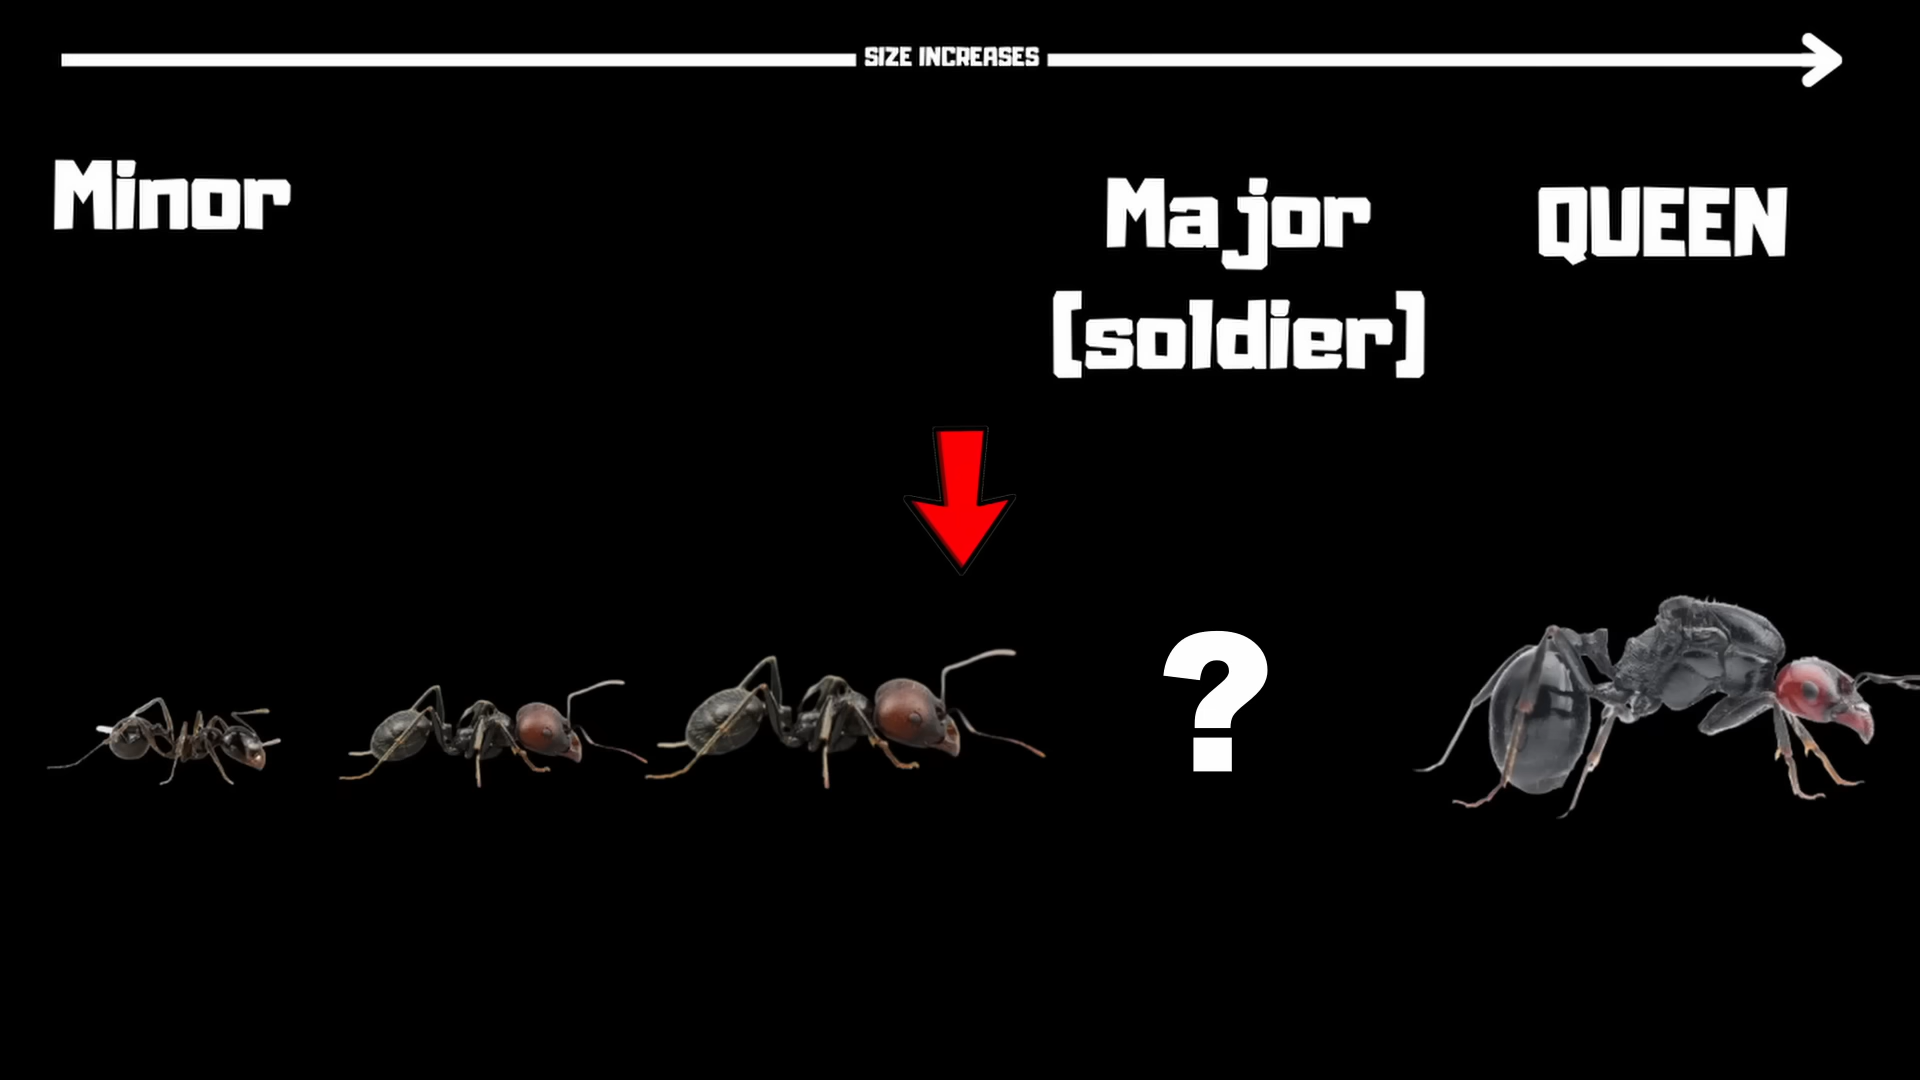 SIZE INCREASES
Minor
Major
(soldier)
QUEEN
?